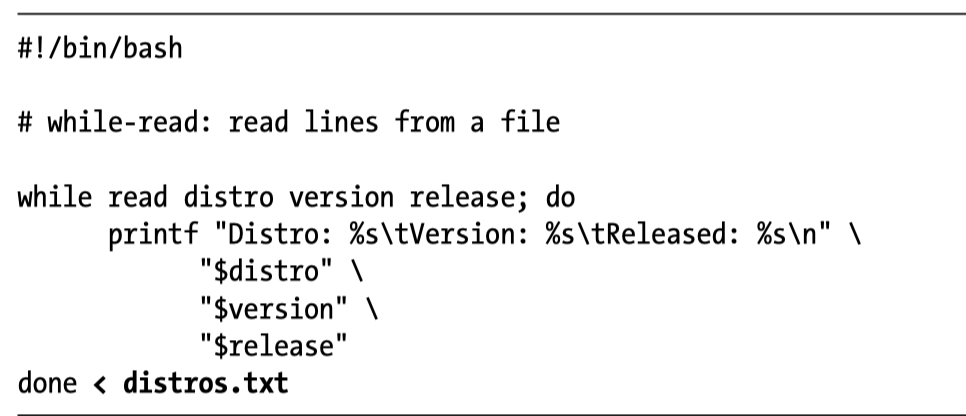 #!/bin/bash
# while-read: read lines from a file
while read distro version release; do
printf "Distro: %s\tVersion: %s\tReleased: %s\n" \
"$distro" \
"$version" \
"$release"
done < distros.txt